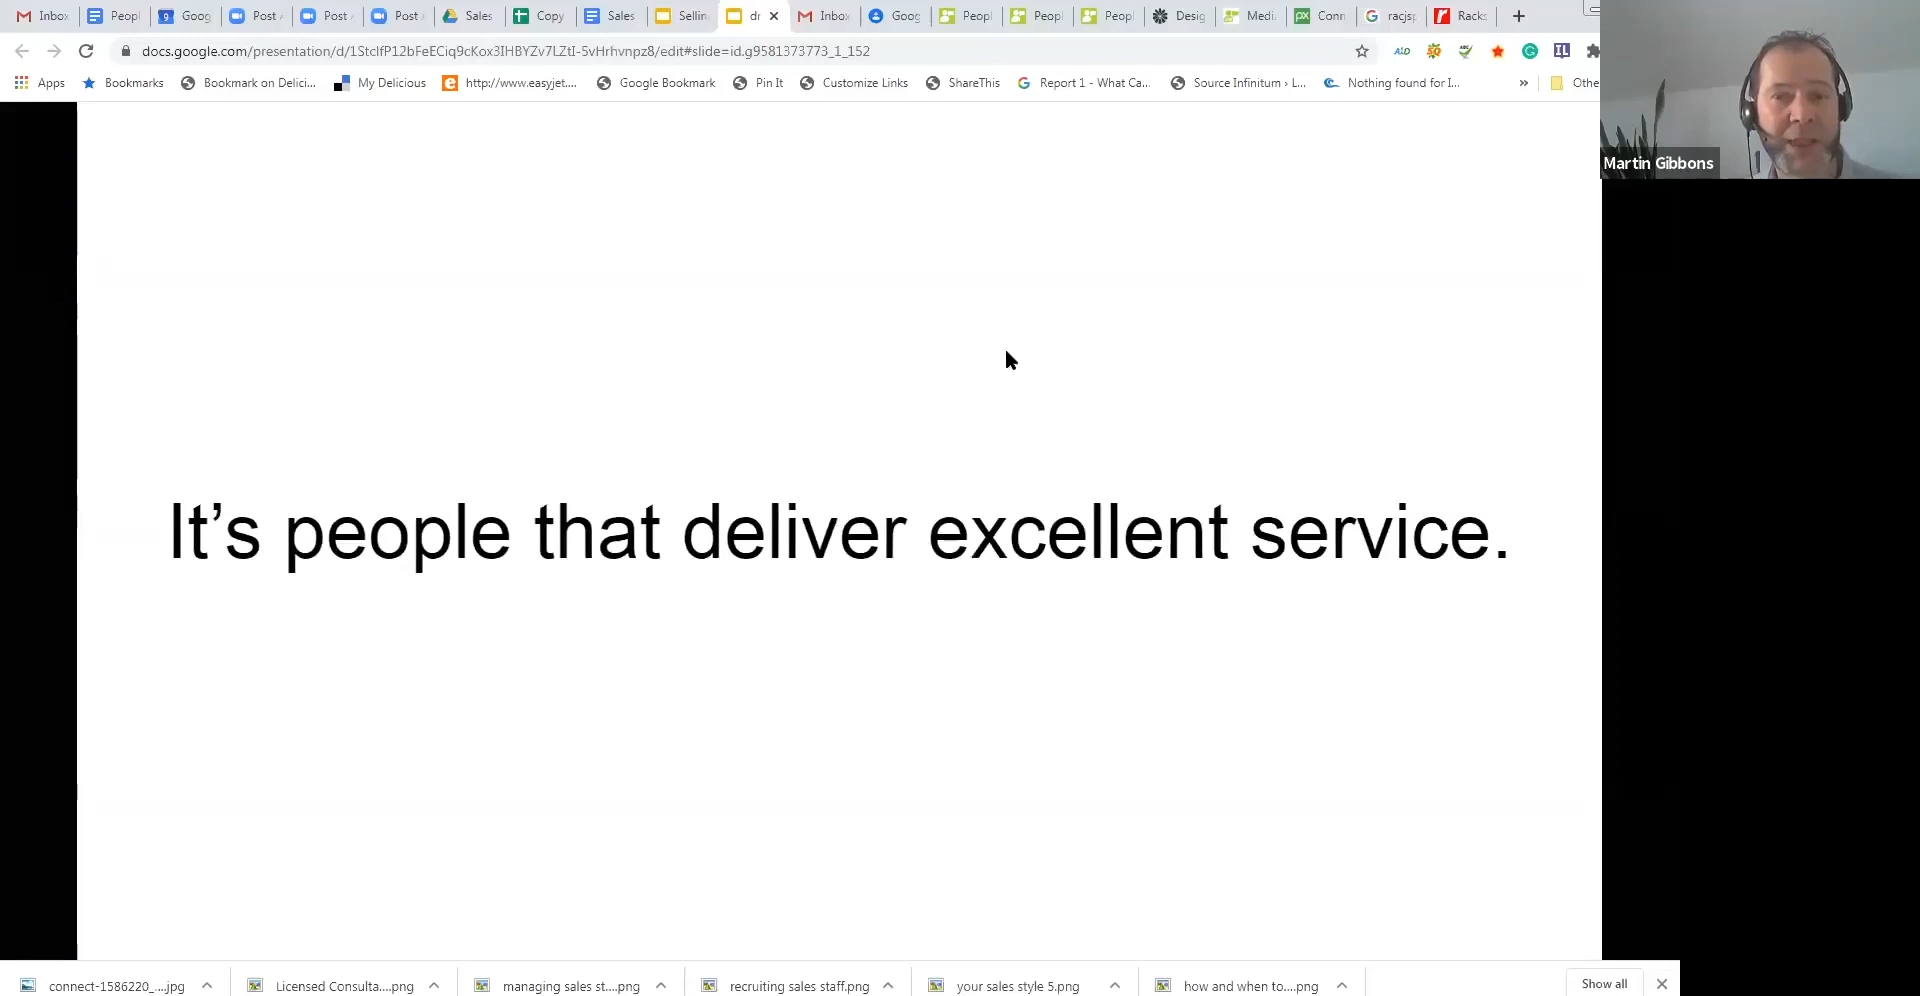 Inbox
Peopl
Goog
Post
Post
Post
Sales
Copy
Sales
Sellin
dr
Inbox
Goog
Peopl
Peopl
Peopl
Desig
Medi
Conn
racjsp
Racks
docs.google.com/presentation/d/1StclfP12bFeECiq9cKox3IHBYZv7LZtI-5vHrhvnpz8/edit#slide=id.g9581373773_1_152
Apps
Bookmarks
Bookmark on Delici...
My Delicious
http://www.easyjet....
Google Bookmark
Pin It
Customize Links
ShareThis
Report 1 - What Ca...
Source Infinitum › L...
Nothing found for I...
»
Othe
Martin Gibbons
It’s people that deliver excellent service.
connect-1586220_....jpg
Licensed Consulta....png
managing sales st....png
recruiting sales staff.png
your sales style 5.png
how and when to....png
Show all